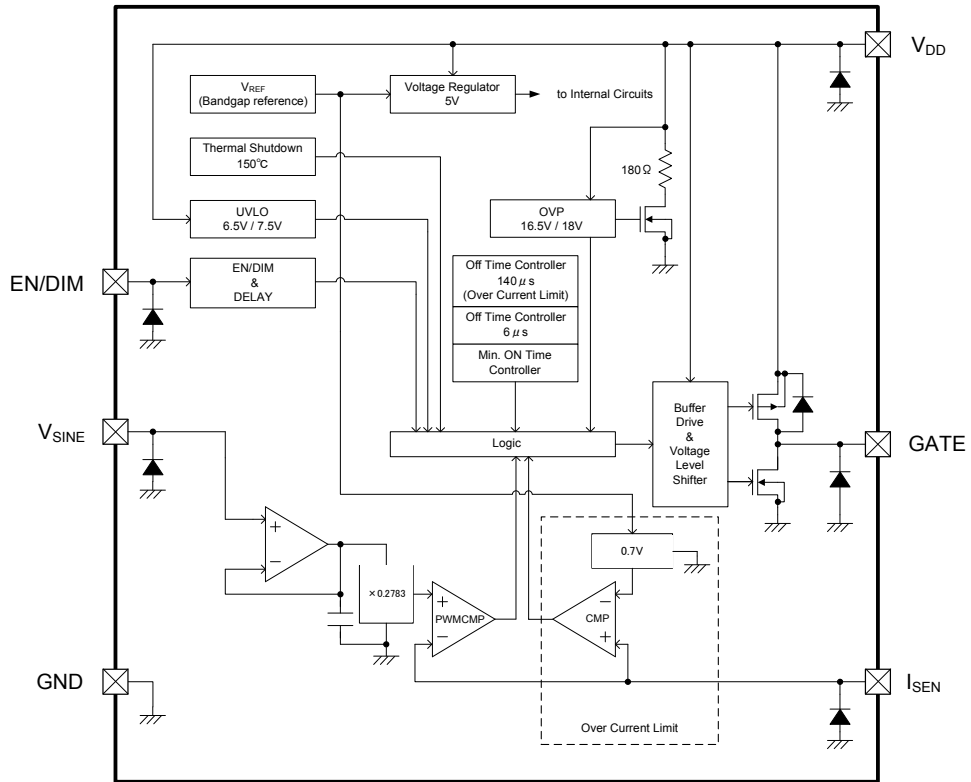 V_DD
V_REF
(Bandgap reference)
Voltage Regulator
5V
to Internal Circuits
Thermal Shutdown
150℃
180Ω
UVLO
6.5V / 7.5V
OVP
16.5V / 18V
EN/DIM
EN/DIM
&
DELAY
Off Time Controller
140μs
(Over Current Limit)
Off Time Controller
6μs
Min. ON Time
Controller
V_SINE
Logic
Buffer
Drive
&
Voltage
Level
Shifter
GATE
+
−
×0.2783
+
PWMCMP
−
0.7V
−
CMP
+
GND
I_SEN
Over Current Limit